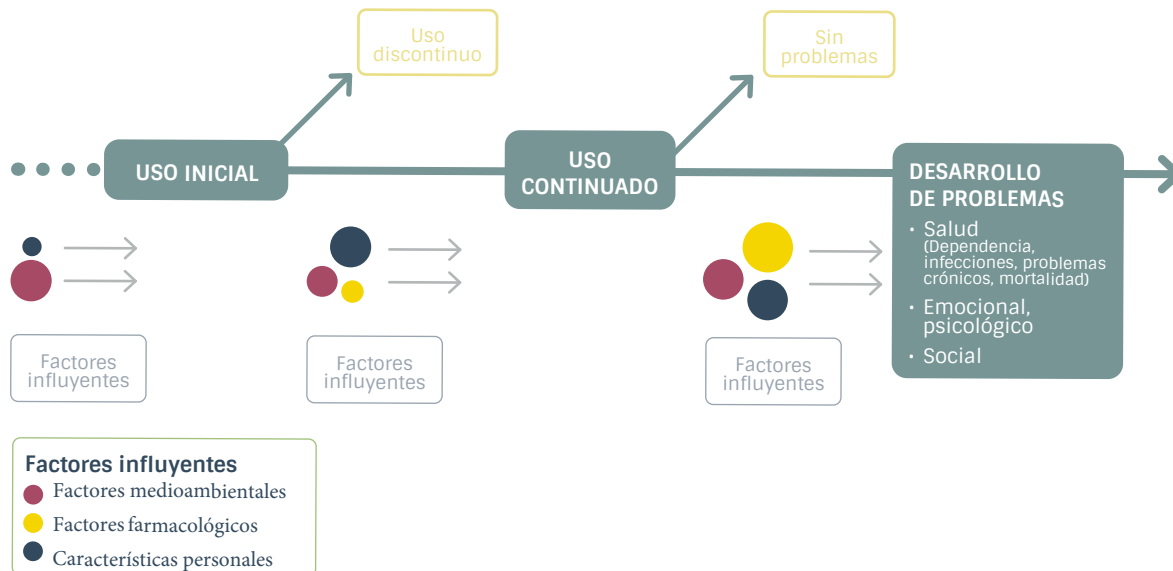 Uso
discontinuo
Sin
problemas
USO INICIAL
USO
CONTINUADO
DESARROLLO
DE PROBLEMAS
· Salud
(Dependencia,
infecciones, problemas
crónicos, mortalidad)
· Emocional,
psicológico
· Social
Factores
influyentes
Factores
influyentes
Factores
influyentes
Factores influyentes
Factores medioambientales
Factores farmacológicos
Características personales